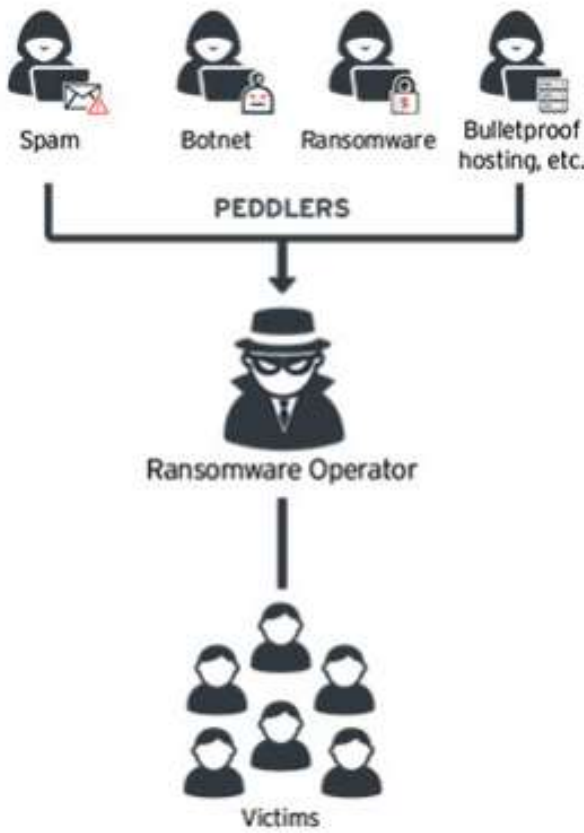 Spam
Botnet
Ransomware
Bulletproof
hosting, etc.
$
PEDDLERS
Ransomware Operator
Victims